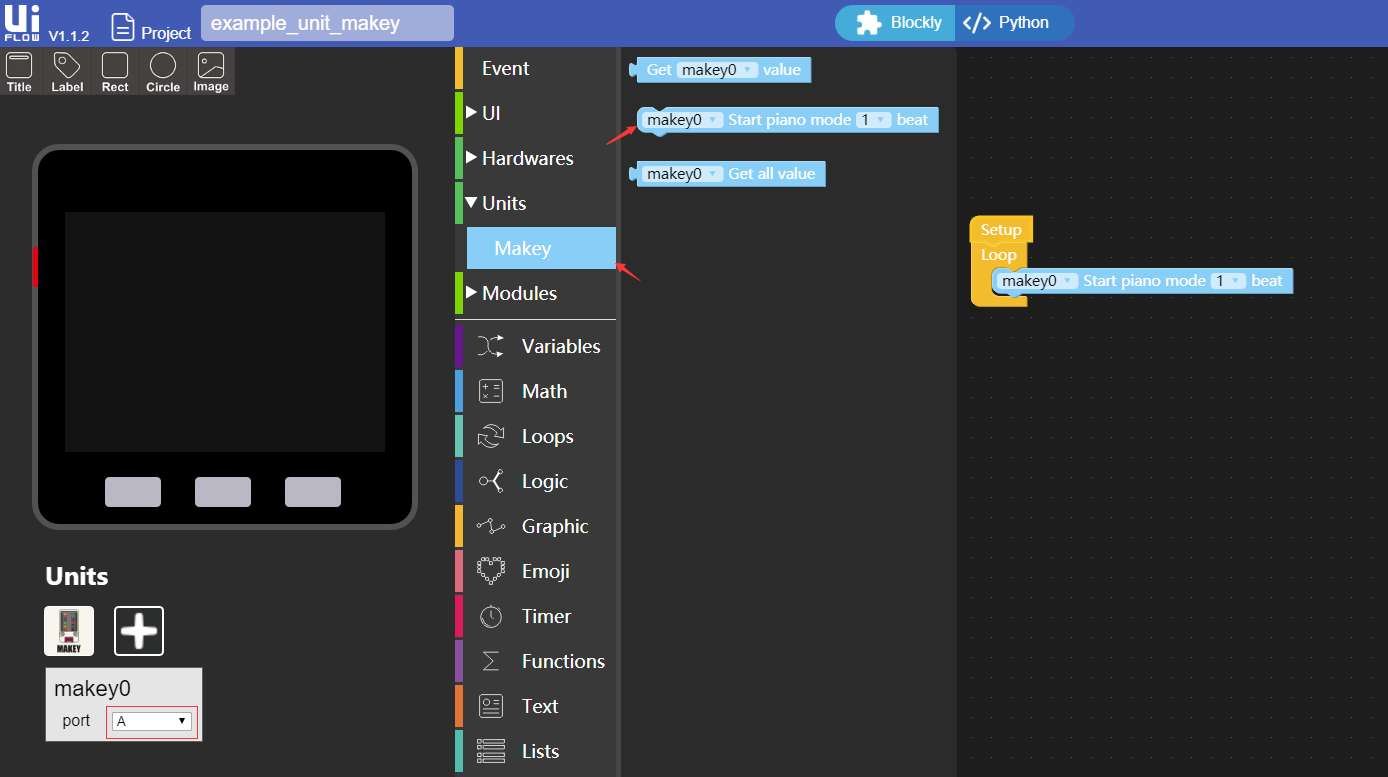 Ui
FLOW V1.1.2
Project
example_unit_makey
Blockly
</> Python
Title
Label
Rect
Circle
Image
Event
UI
Hardwares
Units
Makey
Modules
Variables
Math
Loops
Logic
Graphic
Emoji
Timer
Functions
Text
Lists
Get makey0 value
makey0 Start piano mode 1 beat
makey0 Get all value
Setup
Loop
makey0 Start piano mode 1 beat
Units
MAKEY
makey0
port A